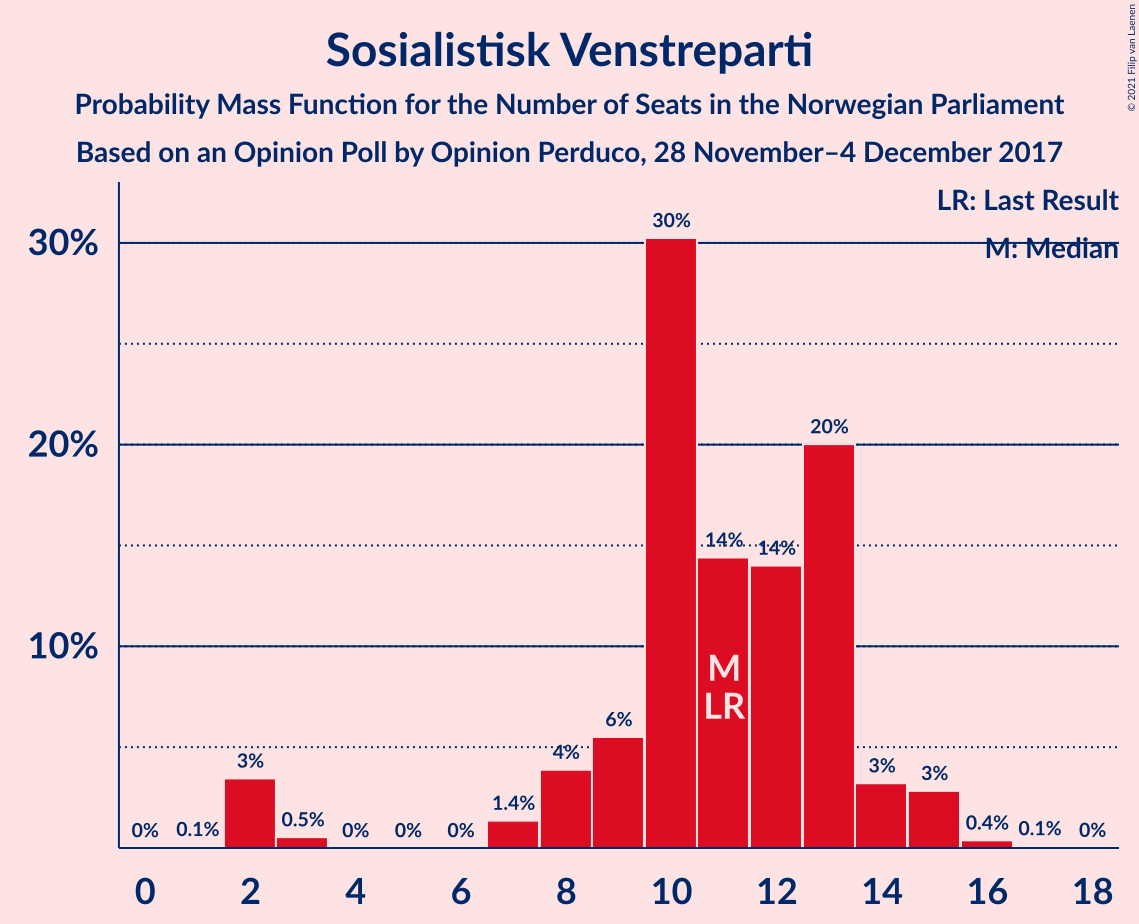 Sosialistisk Venstreparti
Probability Mass Function for the Number of Seats in the Norwegian Parliament
Based on an Opinion Poll by Opinion Perduco, 28 November–4 December 2017
© 2021 Filip van Laenen
LR: Last Result
M: Median
30%
20%
10%
0%
0.1%
3%
0.5%
0%
0%
0%
1.4%
4%
6%
30%
14%
14%
20%
3%
3%
0.4%
0.1%
0%
M
LR
0 2 4 6 8 10 12 14 16 18